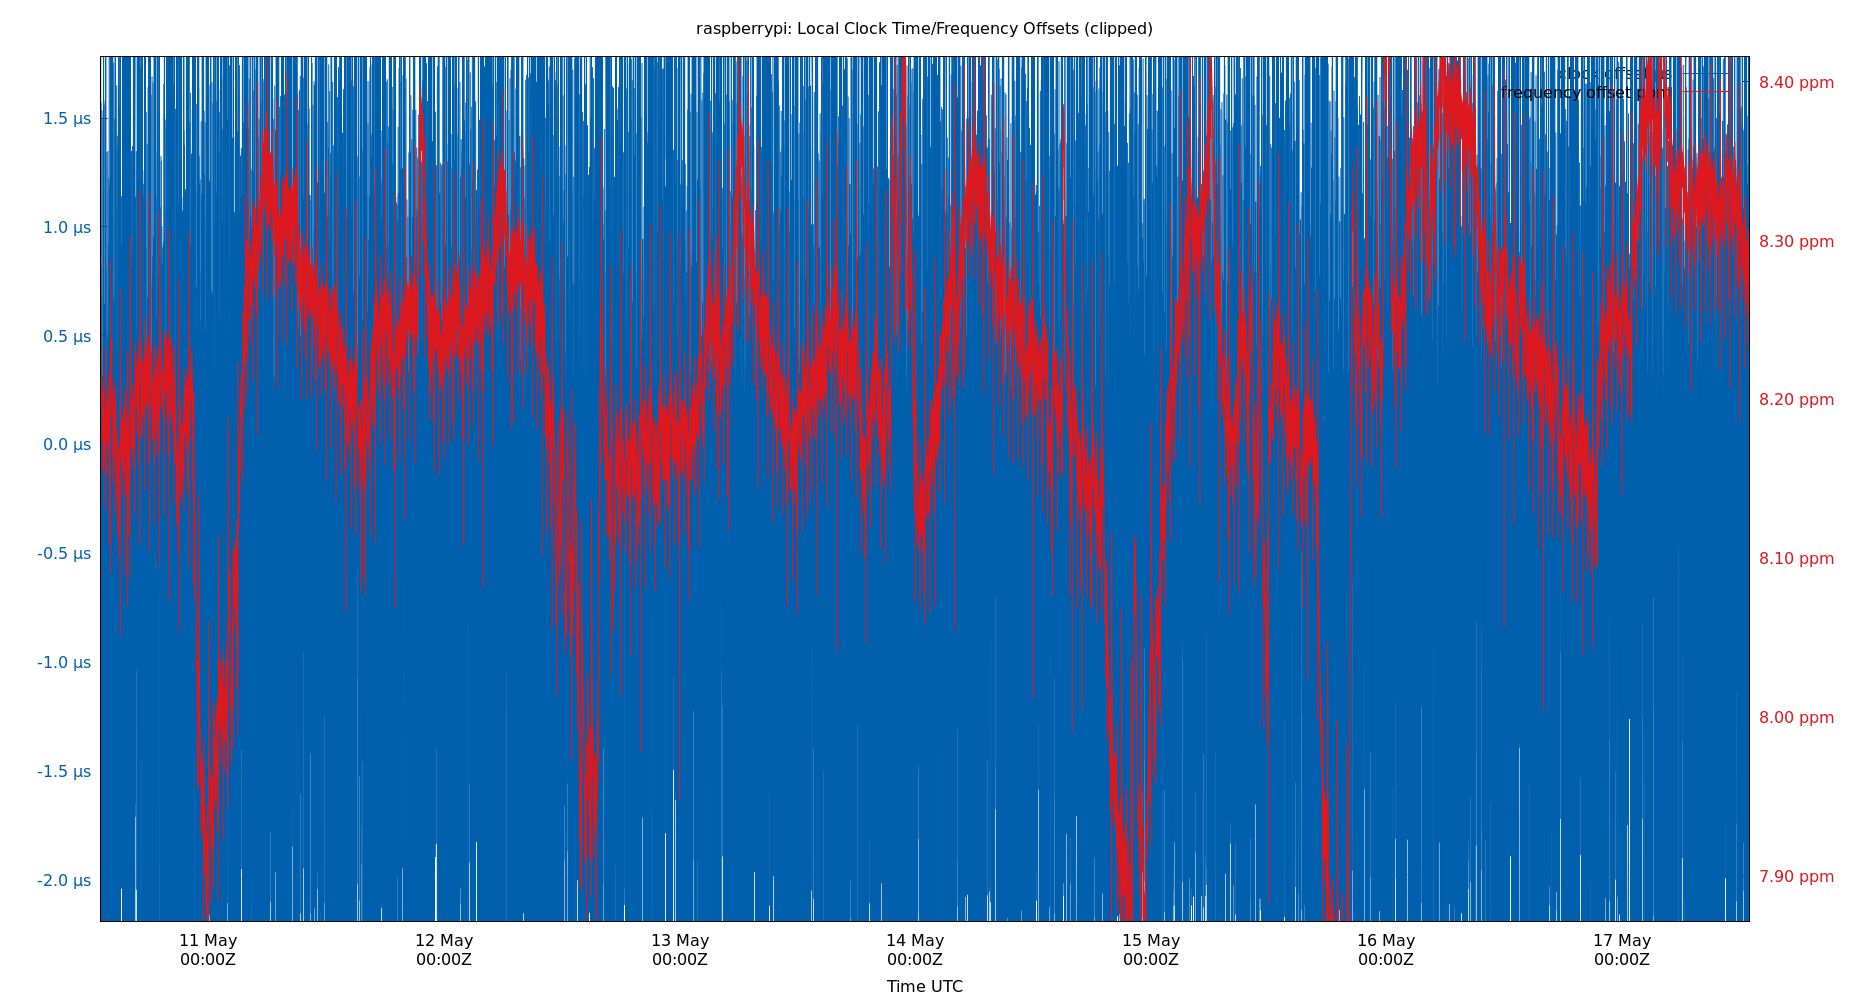 raspberrypi: Local Clock Time/Frequency Offsets (clipped)
clock offset µs
frequency offset ppm
1.5 µs
1.0 µs
0.5 µs
0.0 µs
-0.5 µs
-1.0 µs
-1.5 µs
-2.0 µs
8.40 ppm
8.30 ppm
8.20 ppm
8.10 ppm
8.00 ppm
7.90 ppm
11 May
00:00Z
12 May
00:00Z
13 May
00:00Z
14 May
00:00Z
15 May
00:00Z
16 May
00:00Z
17 May
00:00Z
Time UTC